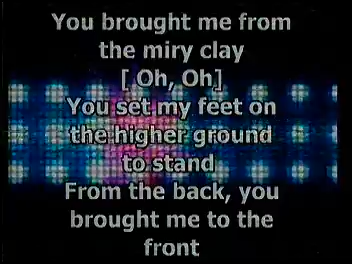 You brought me from
the miry clay
[ Oh, Oh]
You set my feet on
the higher ground
to stand
From the back, you
brought me to the
front